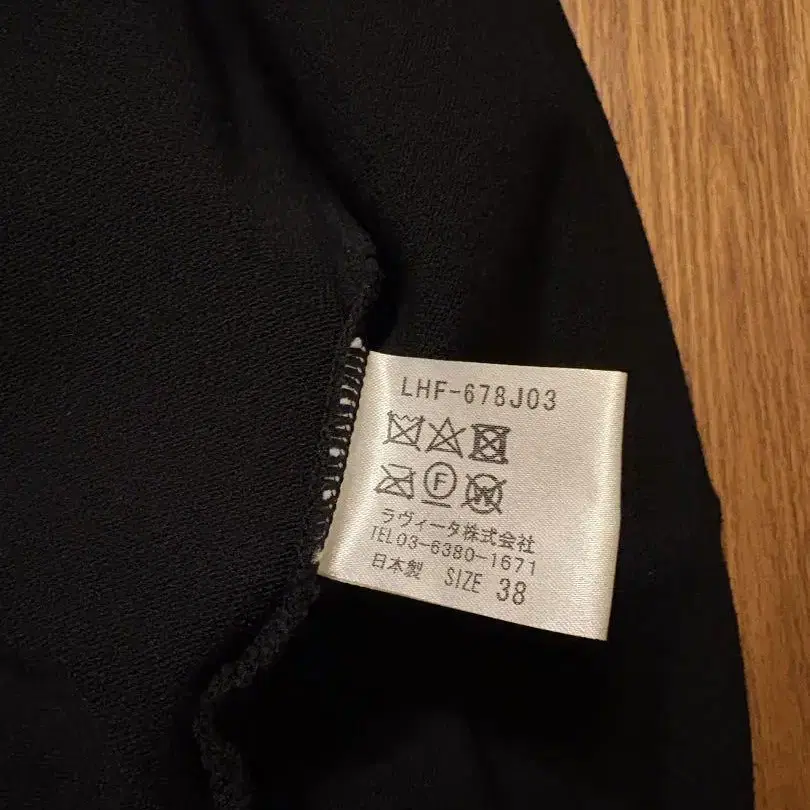 LHF-678J03
F
W
ラヴィータ株式会社
TEL03-6380-1671
日本製 SIZE 38